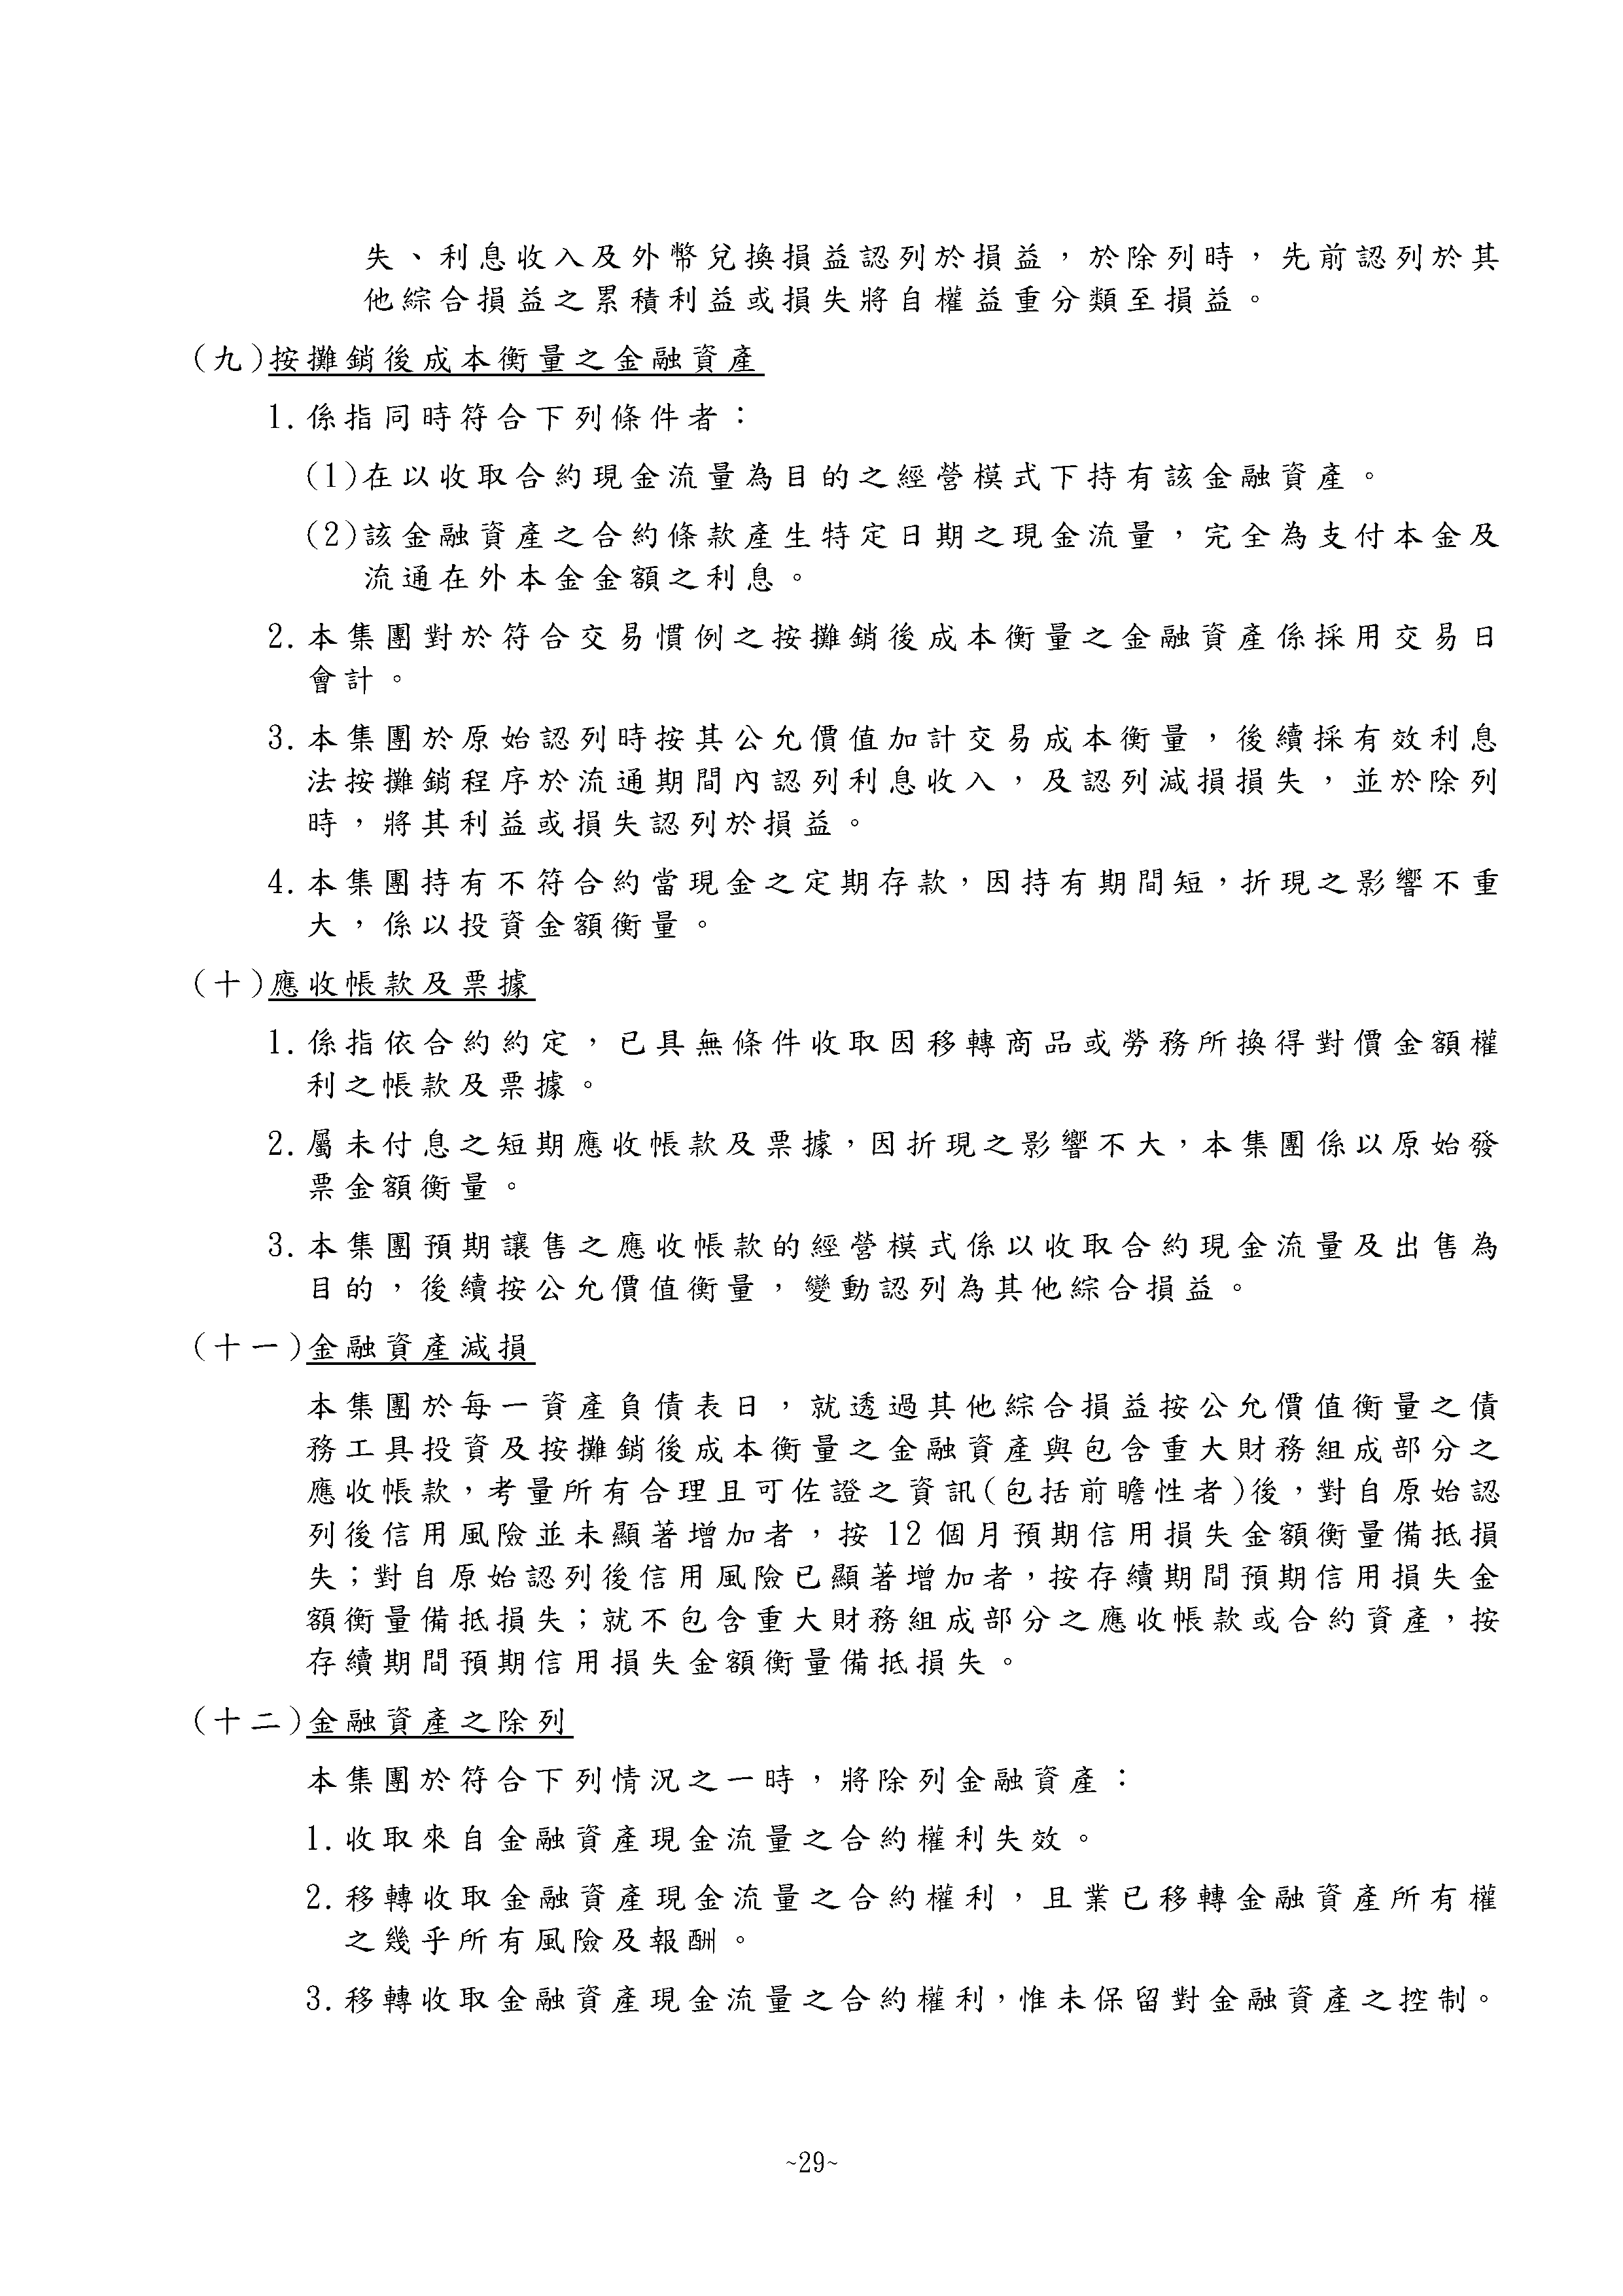 失、利息收入及外幣兌換損益認列於損益，於除列時，先前認列於其
他綜合損益之累積利益或損失將自權益重分類至損益。
(九)按攤銷後成本衡量之金融資產
1.係指同時符合下列條件者：
(1)在以收取合約現金流量為目的之經營模式下持有該金融資產。
(2)該金融資產之合約條款產生特定日期之現金流量，完全為支付本金及
流通在外本金金額之利息。
2.本集團對於符合交易慣例之按攤銷後成本衡量之金融資產係採用交易日
會計。
3.本集團於原始認列時按其公允價值加計交易成本衡量，後續採有效利息
法按攤銷程序於流通期間內認列利息收入，及認列減損損失，並於除列
時，將其利益或損失認列於損益。
4.本集團持有不符合約當現金之定期存款，因持有期間短，折現之影響不重
大，係以投資金額衡量。
(十)應收帳款及票據
1.係指依合約約定，已具無條件收取因移轉商品或勞務所換得對價金額權
利之帳款及票據。
2.屬未付息之短期應收帳款及票據，因折現之影響不大，本集團係以原始發
票金額衡量。
3.本集團預期讓售之應收帳款的經營模式係以收取合約現金流量及出售為
目的，後續按公允價值衡量，變動認列為其他綜合損益。
(十一)金融資產減損
本集團於每一資產負債表日，就透過其他綜合損益按公允價值衡量之債
務工具投資及按攤銷後成本衡量之金融資產與包含重大財務組成部分之
應收帳款，考量所有合理且可佐證之資訊(包括前瞻性者)後，對自原始認
列後信用風險並未顯著增加者，按 12 個月預期信用損失金額衡量備抵損
失；對自原始認列後信用風險已顯著增加者，按存續期間預期信用損失金
額衡量備抵損失；就不包含重大財務組成部分之應收帳款或合約資產，按
存續期間預期信用損失金額衡量備抵損失。
(十二)金融資產之除列
本集團於符合下列情況之一時，將除列金融資產：
1.收取來自金融資產現金流量之合約權利失效。
2.移轉收取金融資產現金流量之合約權利，且業已移轉金融資產所有權
之幾乎所有風險及報酬。
3.移轉收取金融資產現金流量之合約權利，惟未保留對金融資產之控制。
~29~